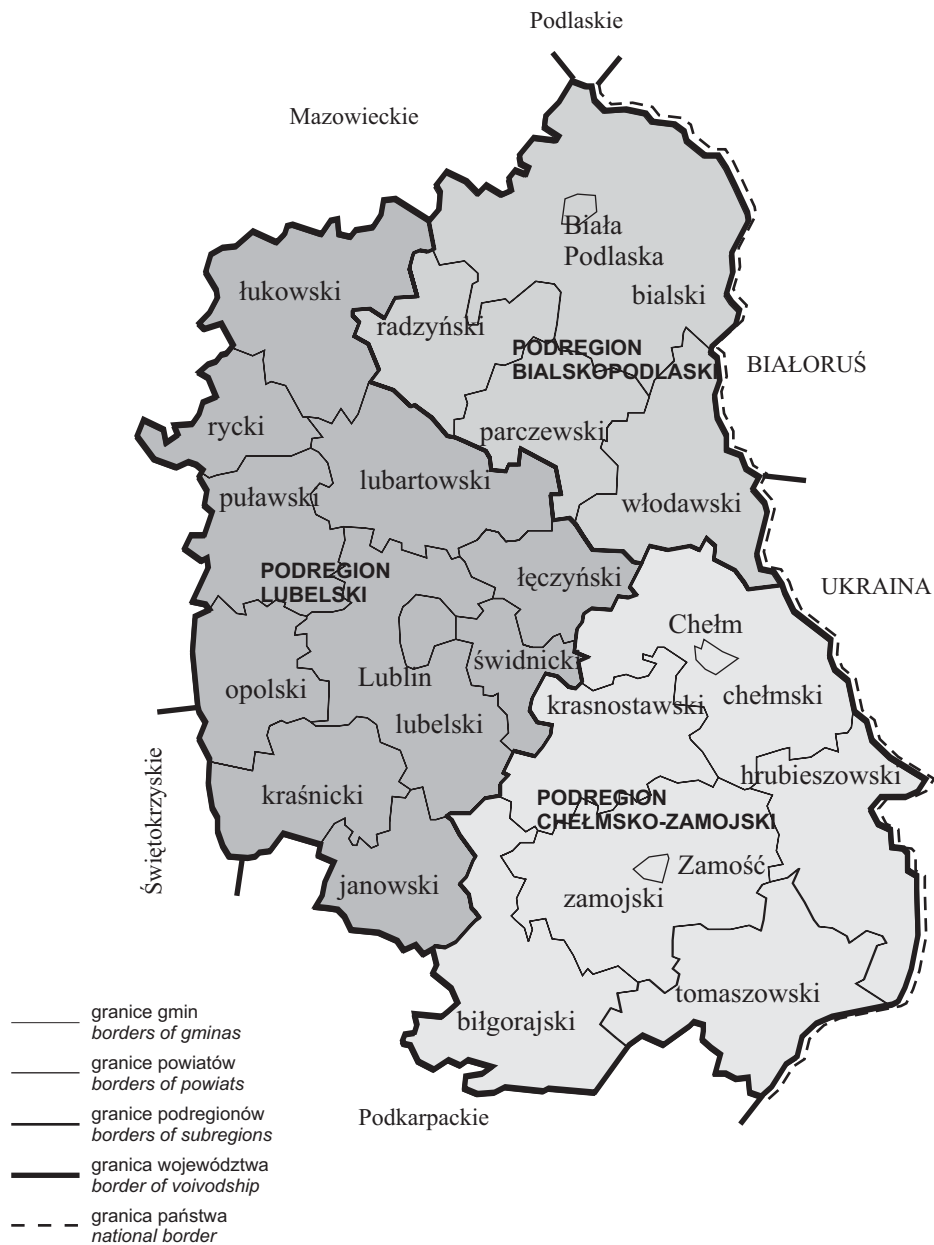 Podlaskie
Mazowieckie
Biała
Podlaska
bialski
łukowski
radzyński
PODREGION
BIALSKOPODLASKI
BIAŁORUŚ
rycki
parczewski
lubartowski
puławski
włodawski
PODREGION
LUBELSKI
łęczyński
UKRAINA
Chełm
świdnicki
Lublin
opolski
krasnostawski
chełmski
lubelski
hrubieszowski
kraśnicki
PODREGION
CHEŁMSKO-ZAMOJSKI
Świętokrzyskie
Zamość
janowski
zamojski
tomaszowski
biłgorajski
Podkarpackie
granice gmin
borders of gminas
granice powiatów
borders of powiats
granice podregionów
borders of subregions
granica województwa
border of voivodship
granica państwa
national border